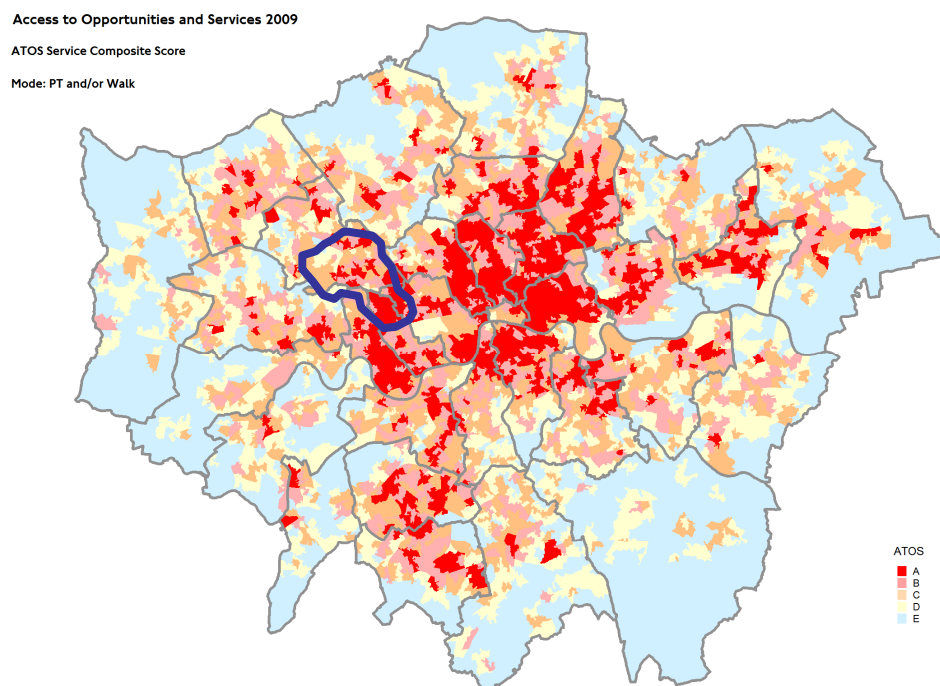 Access to Opportunities and Services 2009
ATOS Service Composite Score
Mode: PT and/or Walk
ATOS
A
B
C
D
E